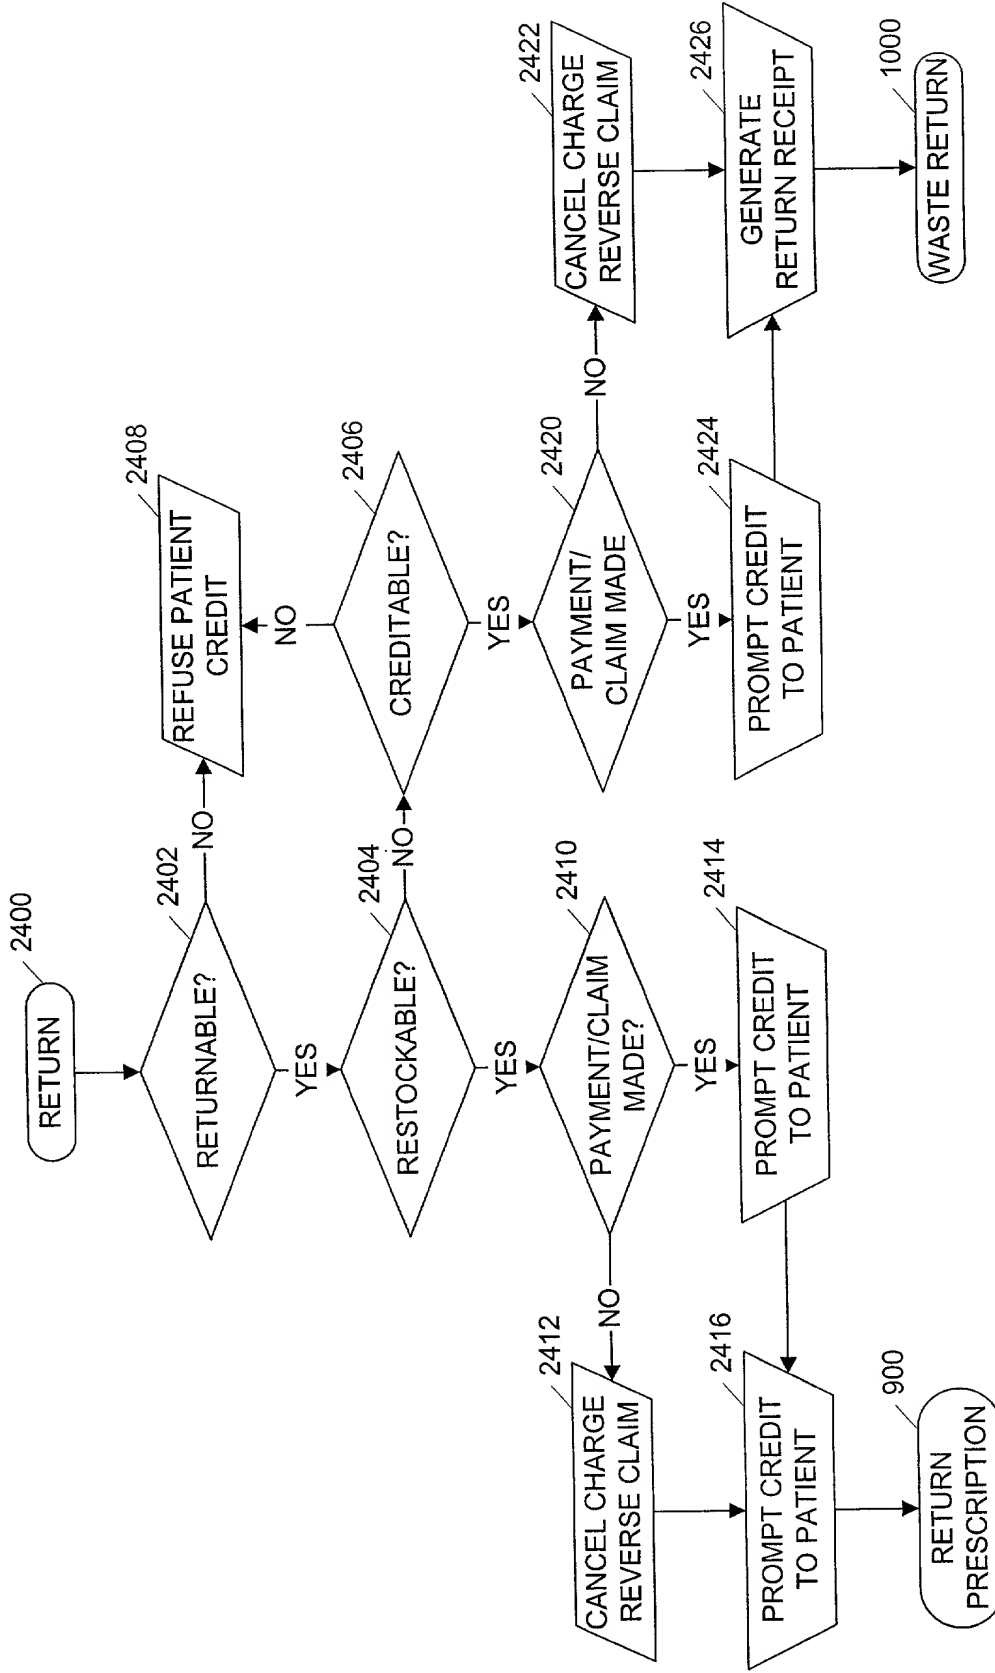 2400
RETURN
2402
RETURNABLE?
NO
2408
REFUSE PATIENT
CREDIT
YES
NO
2404
RESTOCKABLE?
NO
2406
CREDITABLE?
YES
YES
2412
CANCEL CHARGE
REVERSE CLAIM
NO
2410
PAYMENT/CLAIM
MADE?
2420
PAYMENT/
CLAIM MADE
NO
2422
CANCEL CHARGE
REVERSE CLAIM
YES
YES
2416
PROMPT CREDIT
TO PATIENT
2414
PROMPT CREDIT
TO PATIENT
2424
PROMPT CREDIT
TO PATIENT
2426
GENERATE
RETURN RECEIPT
900
RETURN
PRESCRIPTION
1000
WASTE RETURN